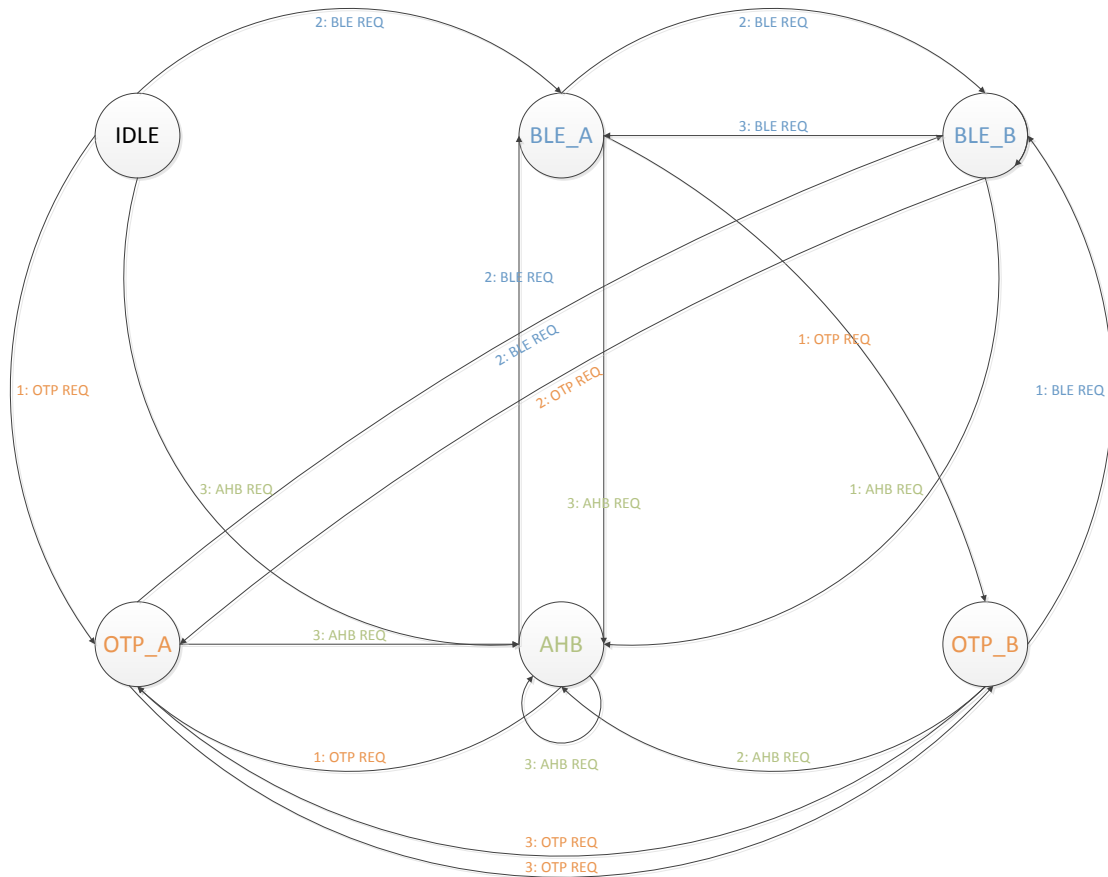 2: BLE REQ
2: BLE REQ
IDLE
BLE_A
3: BLE REQ
BLE_B
2: BLE REQ
2: BLE REQ
1: OTP REQ
2: OTP REQ
1: OTP REQ
1: BLE REQ
3: AHB REQ
3: AHB REQ
1: AHB REQ
OTP_A
3: AHB REQ
AHB
OTP_B
1: OTP REQ
3: AHB REQ
2: AHB REQ
3: OTP REQ
3: OTP REQ